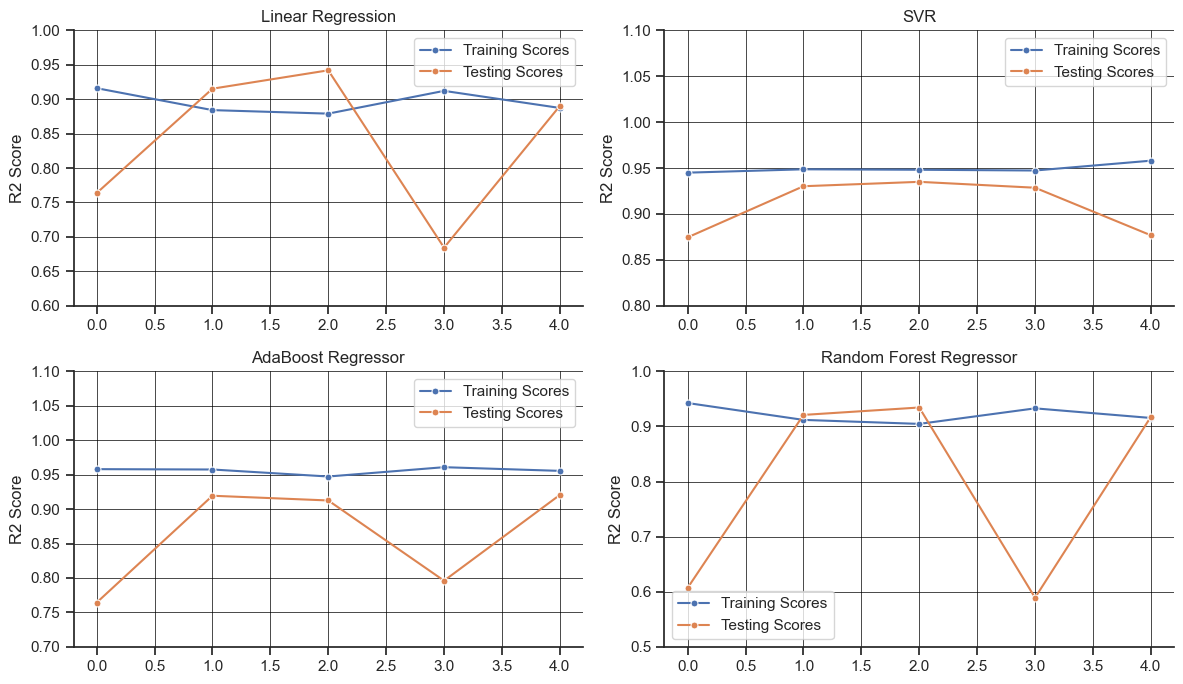 Linear Regression
R2 Score
1.00
0.95
0.90
0.85
0.80
0.75
0.70
0.65
0.60
Training Scores
Testing Scores
0.0 0.5 1.0 1.5 2.0 2.5 3.0 3.5 4.0
SVR
R2 Score
1.10
1.05
1.00
0.95
0.90
0.85
0.80
Training Scores
Testing Scores
0.0 0.5 1.0 1.5 2.0 2.5 3.0 3.5 4.0
AdaBoost Regressor
R2 Score
1.10
1.05
1.00
0.95
0.90
0.85
0.80
0.75
0.70
Training Scores
Testing Scores
0.0 0.5 1.0 1.5 2.0 2.5 3.0 3.5 4.0
Random Forest Regressor
R2 Score
1.0
0.9
0.8
0.7
0.6
0.5
Training Scores
Testing Scores
0.0 0.5 1.0 1.5 2.0 2.5 3.0 3.5 4.0